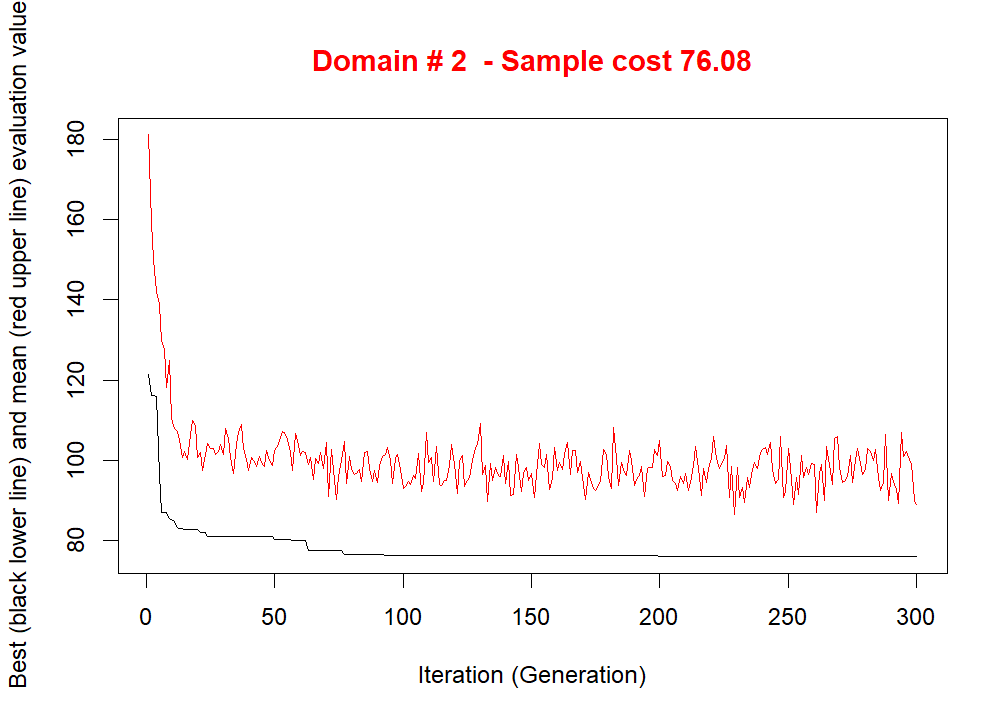 Domain # 2 - Sample cost 76.08
Best (black lower line) and mean (red upper line) evaluation value
180
160
140
120
100
80
0 50 100 150 200 250 300
Iteration (Generation)